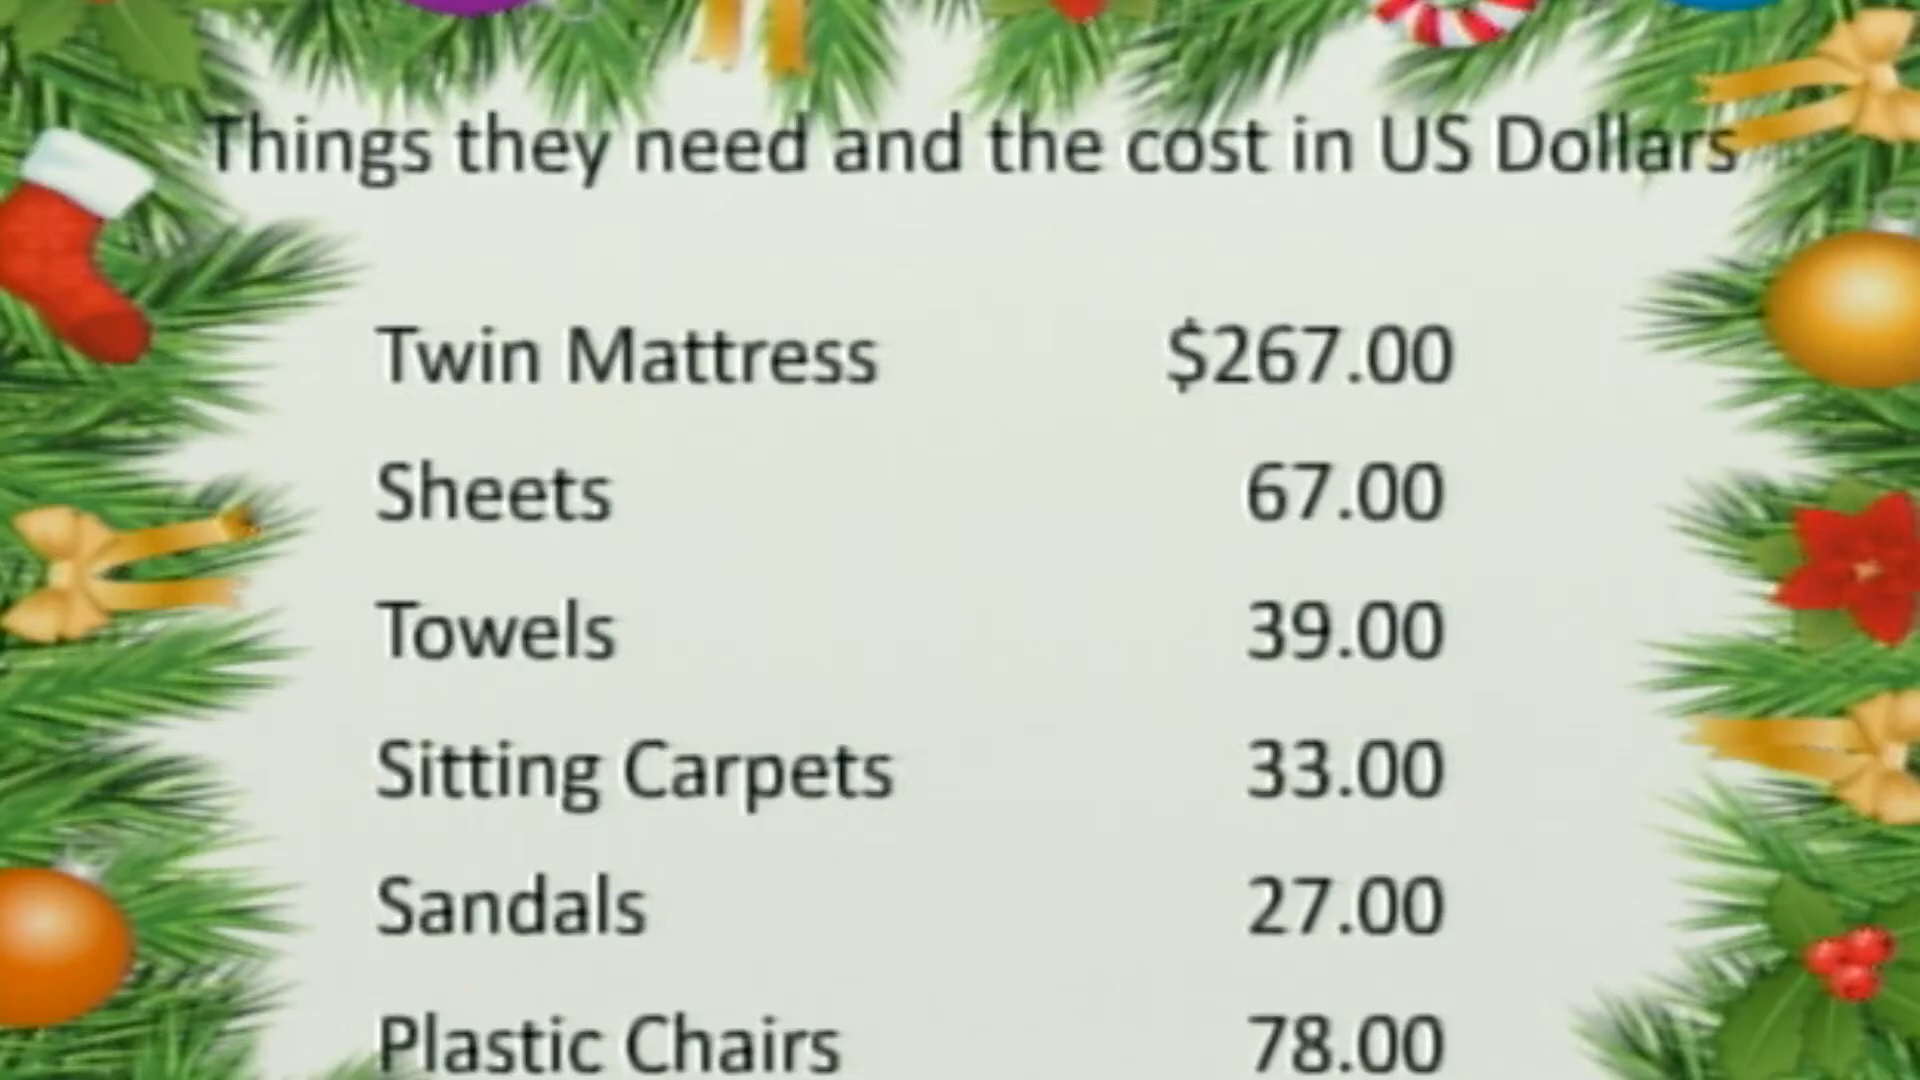 Things they need and the cost in US Dollars
Twin Mattress $267.00
Sheets 67.00
Towels 39.00
Sitting Carpets 33.00
Sandals 27.00
Plastic Chairs 78.00